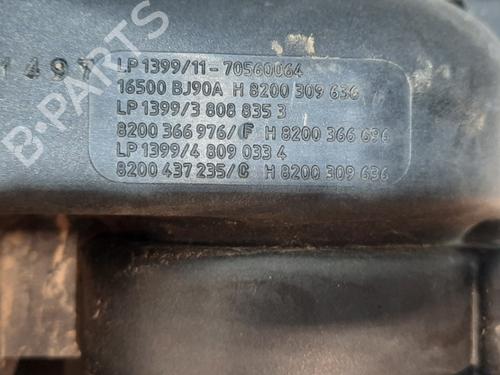 1497
LP 1399/11-70560064
16500 BJ90A H 8200 309 636
LP 1399/3 808 835 3
8200 366 976/F H 8200 366 696
LP 1399/4 809 033 4
8200 437 235/C H 8200 309 636
B-PARTS